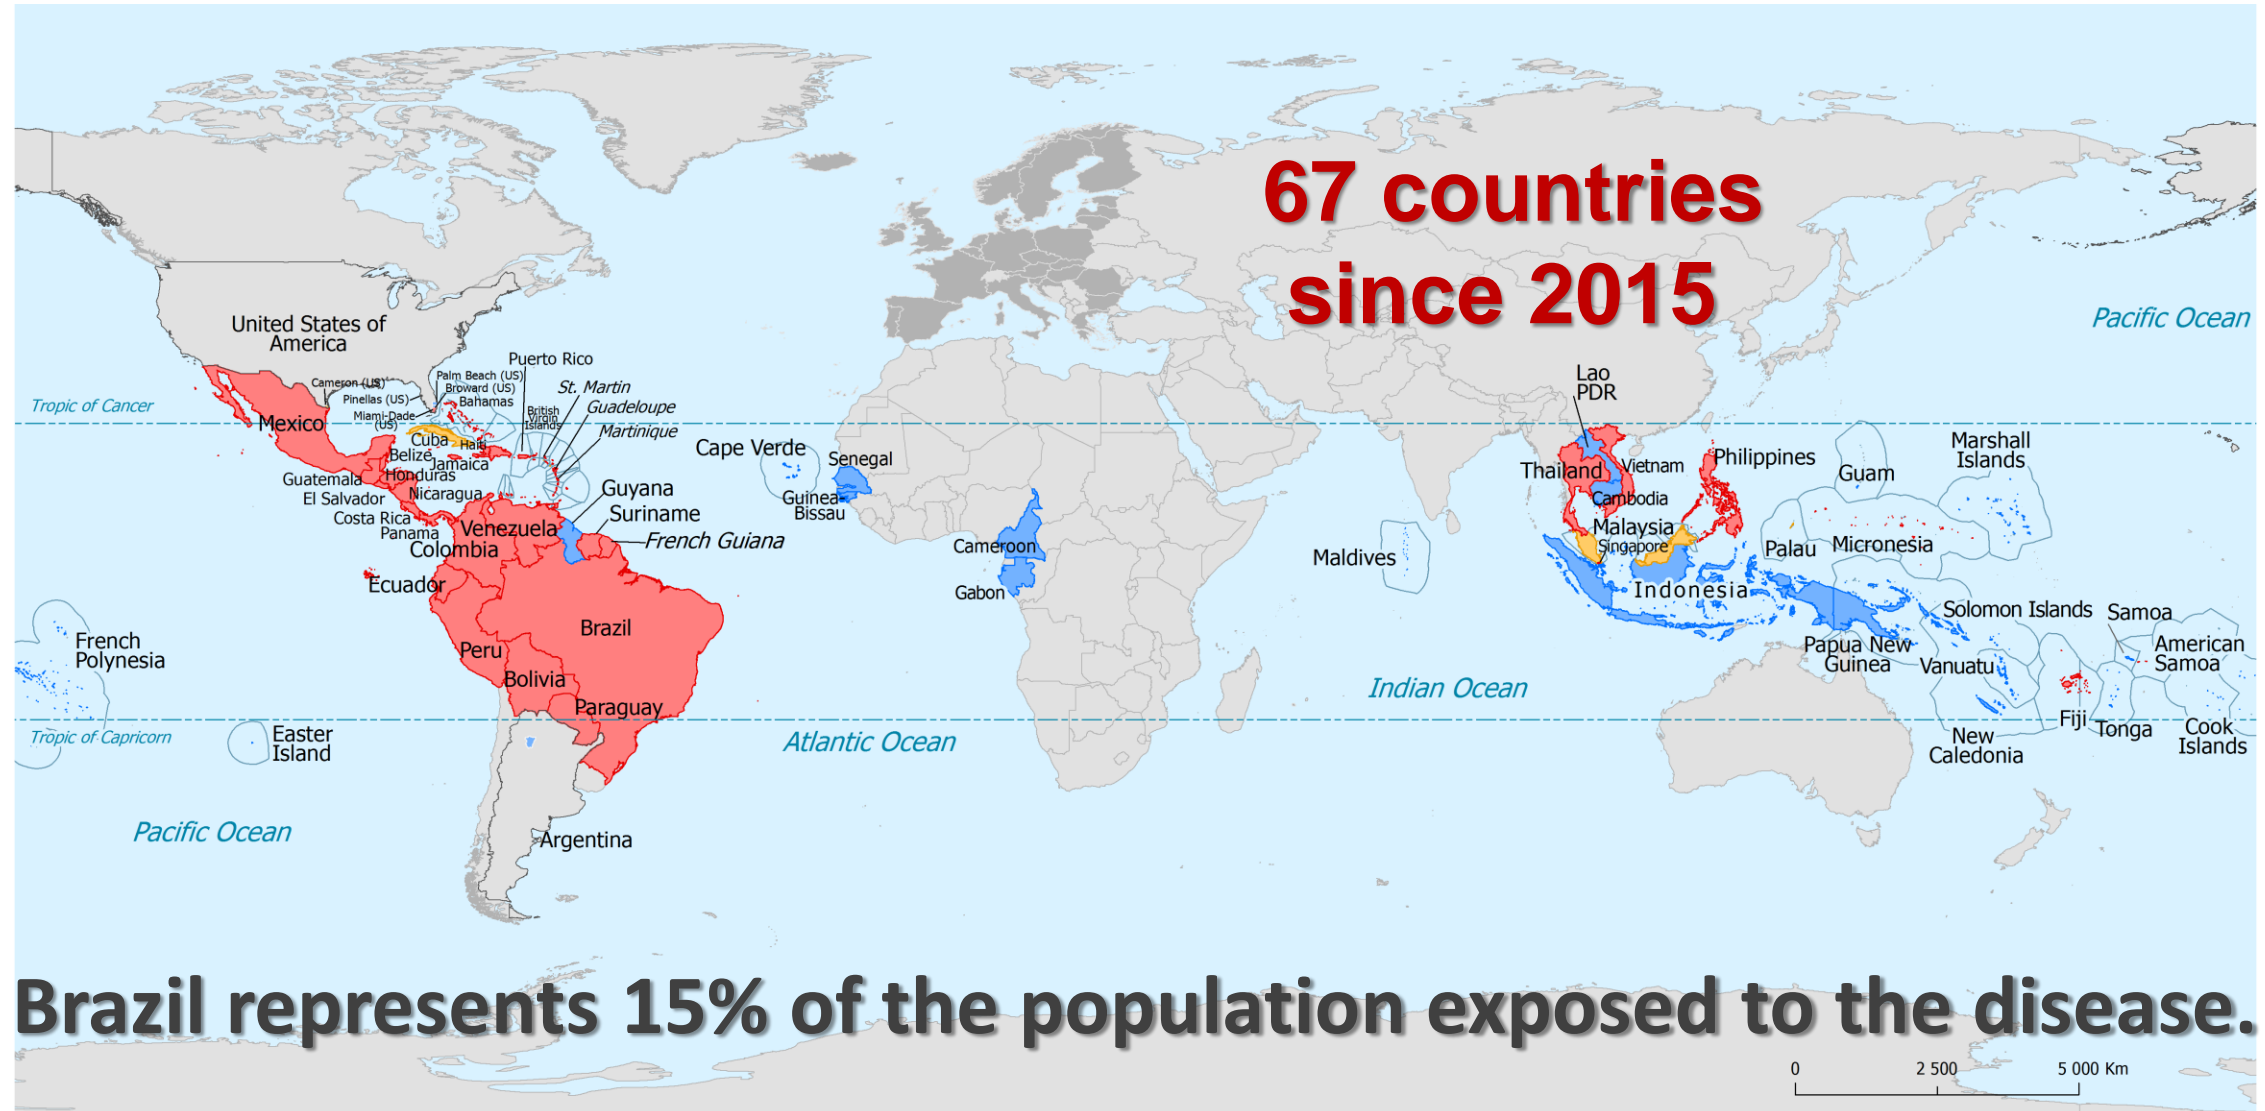 67 countries
since 2015
Pacific Ocean
United States of
America
Puerto Rico
Cameron (US)
Palm Beach (US)
Broward (US)
St. Martin
Pinellas (US)
Bahamas
British
Virgin
Islands
Guadeloupe
Miami-Dade
(US)
Martinique
Tropic of Cancer
Mexico
Cuba
Haiti
Belize
Jamaica
Guatemala
Honduras
El Salvador
Nicaragua
Costa Rica
Panama
Cape Verde
Senegal
Guinea-
Bissau
Guyana
Suriname
French Guiana
Venezuela
Colombia
Ecuador
Cameroon
Gabon
Maldives
Lao
PDR
Thailand
Vietnam
Philippines
Cambodia
Malaysia
Singapore
Indonesia
Guam
Marshall
Islands
Palau
Micronesia
Brazil
Peru
Bolivia
Paraguay
French
Polynesia
Papua New
Guinea
Solomon Islands
Samoa
American
Samoa
Vanuatu
Indian Ocean
Tropic of Capricorn
Easter
Island
Atlantic Ocean
New
Caledonia
Fiji
Tonga
Cook
Islands
Pacific Ocean
Argentina
Brazil represents 15% of the population exposed to the disease.
0 2 500 5 000 Km